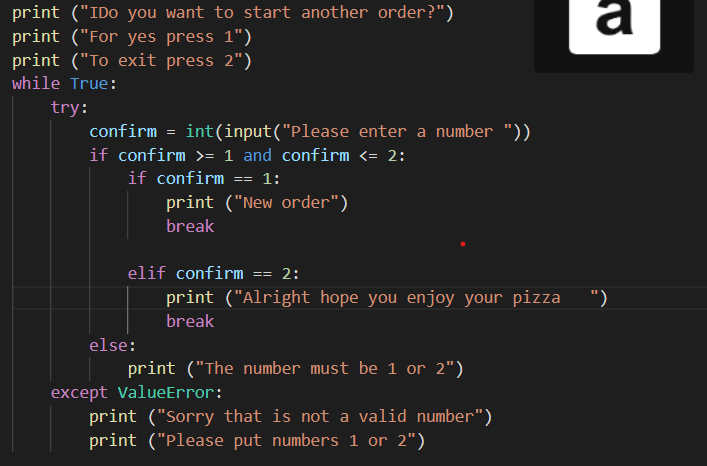 print ("IDo you want to start another order?")
print ("For yes press 1")
print ("To exit press 2")
a
while True:
    try:
        confirm = int(input("Please enter a number "))
        if confirm >= 1 and confirm <= 2:
            if confirm == 1:
                print ("New order")
                break
            elif confirm == 2:
                print ("Alright hope you enjoy your pizza   ")
                break
        else:
            print ("The number must be 1 or 2")
    except ValueError:
        print ("Sorry that is not a valid number")
        print ("Please put numbers 1 or 2")